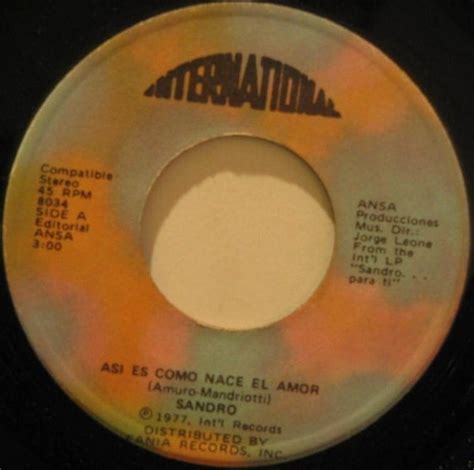 INTERNATIONAL
Compatible
Stereo
45 RPM
8034
SIDE A
Editorial
ANSA
3:00
ANSA
Producciones
Mus. Dir.:
Jorge Leone
From the
Int'l LP
"Sandro. . .
para ti"
ASI ES COMO NACE EL AMOR
(Amuro-Mandriotti)
SANDRO
℗ 1977, Int'l Records
DISTRIBUTED BY
FANIA RECORDS, INC.